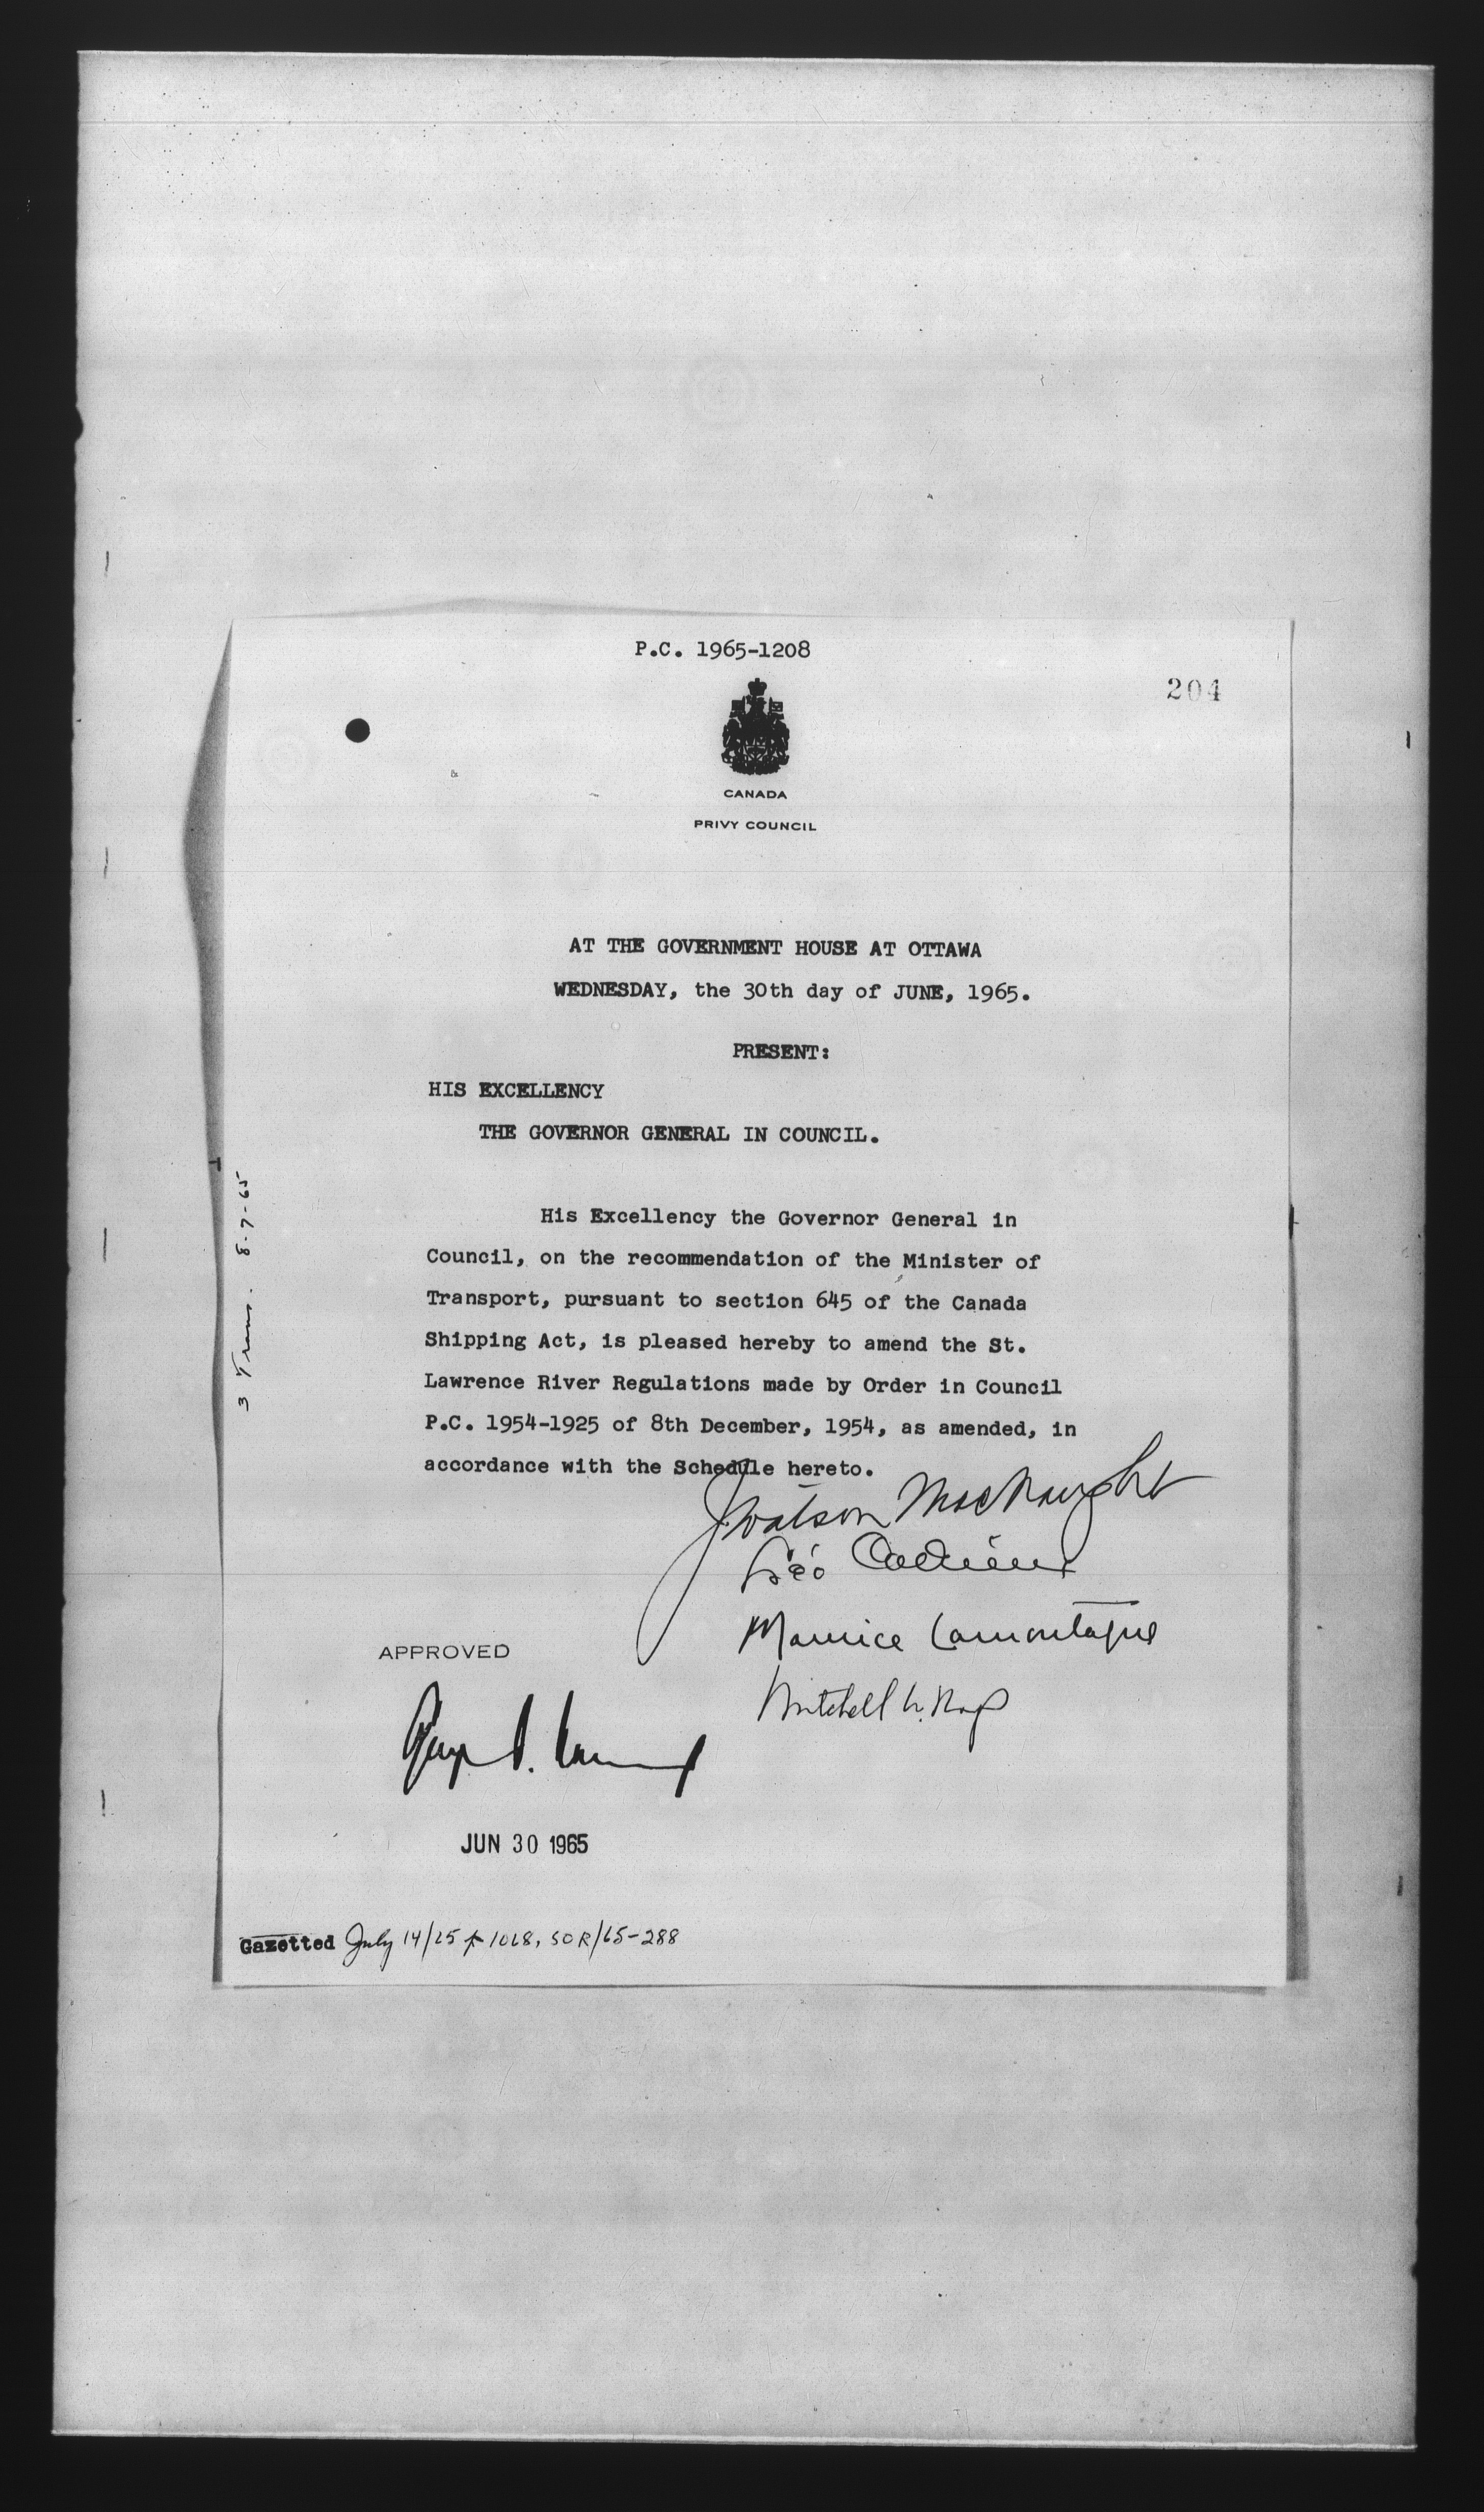 P.C. 1965-1208
204
CANADA
PRIVY COUNCIL
AT THE GOVERNMENT HOUSE AT OTTAWA
WEDNESDAY, the 30th day of JUNE, 1965.
PRESENT:
HIS EXCELLENCY
THE GOVERNOR GENERAL IN COUNCIL.
His Excellency the Governor General in
Council, on the recommendation of the Minister of
Transport, pursuant to section 645 of the Canada
Shipping Act, is pleased hereby to amend the St.
Lawrence River Regulations made by Order in Council
P.C. 1954-1925 of 8th December, 1954, as amended, in
accordance with the Schedule hereto.
J Watson MacNaught
Léo Cadieux
Maurice Lamontagne
Mitchell W. Sharp
APPROVED
JUN 30 1965
Gazetted July 14/65 p 1068, SOR/65-288
3 Trans. 8-7-65